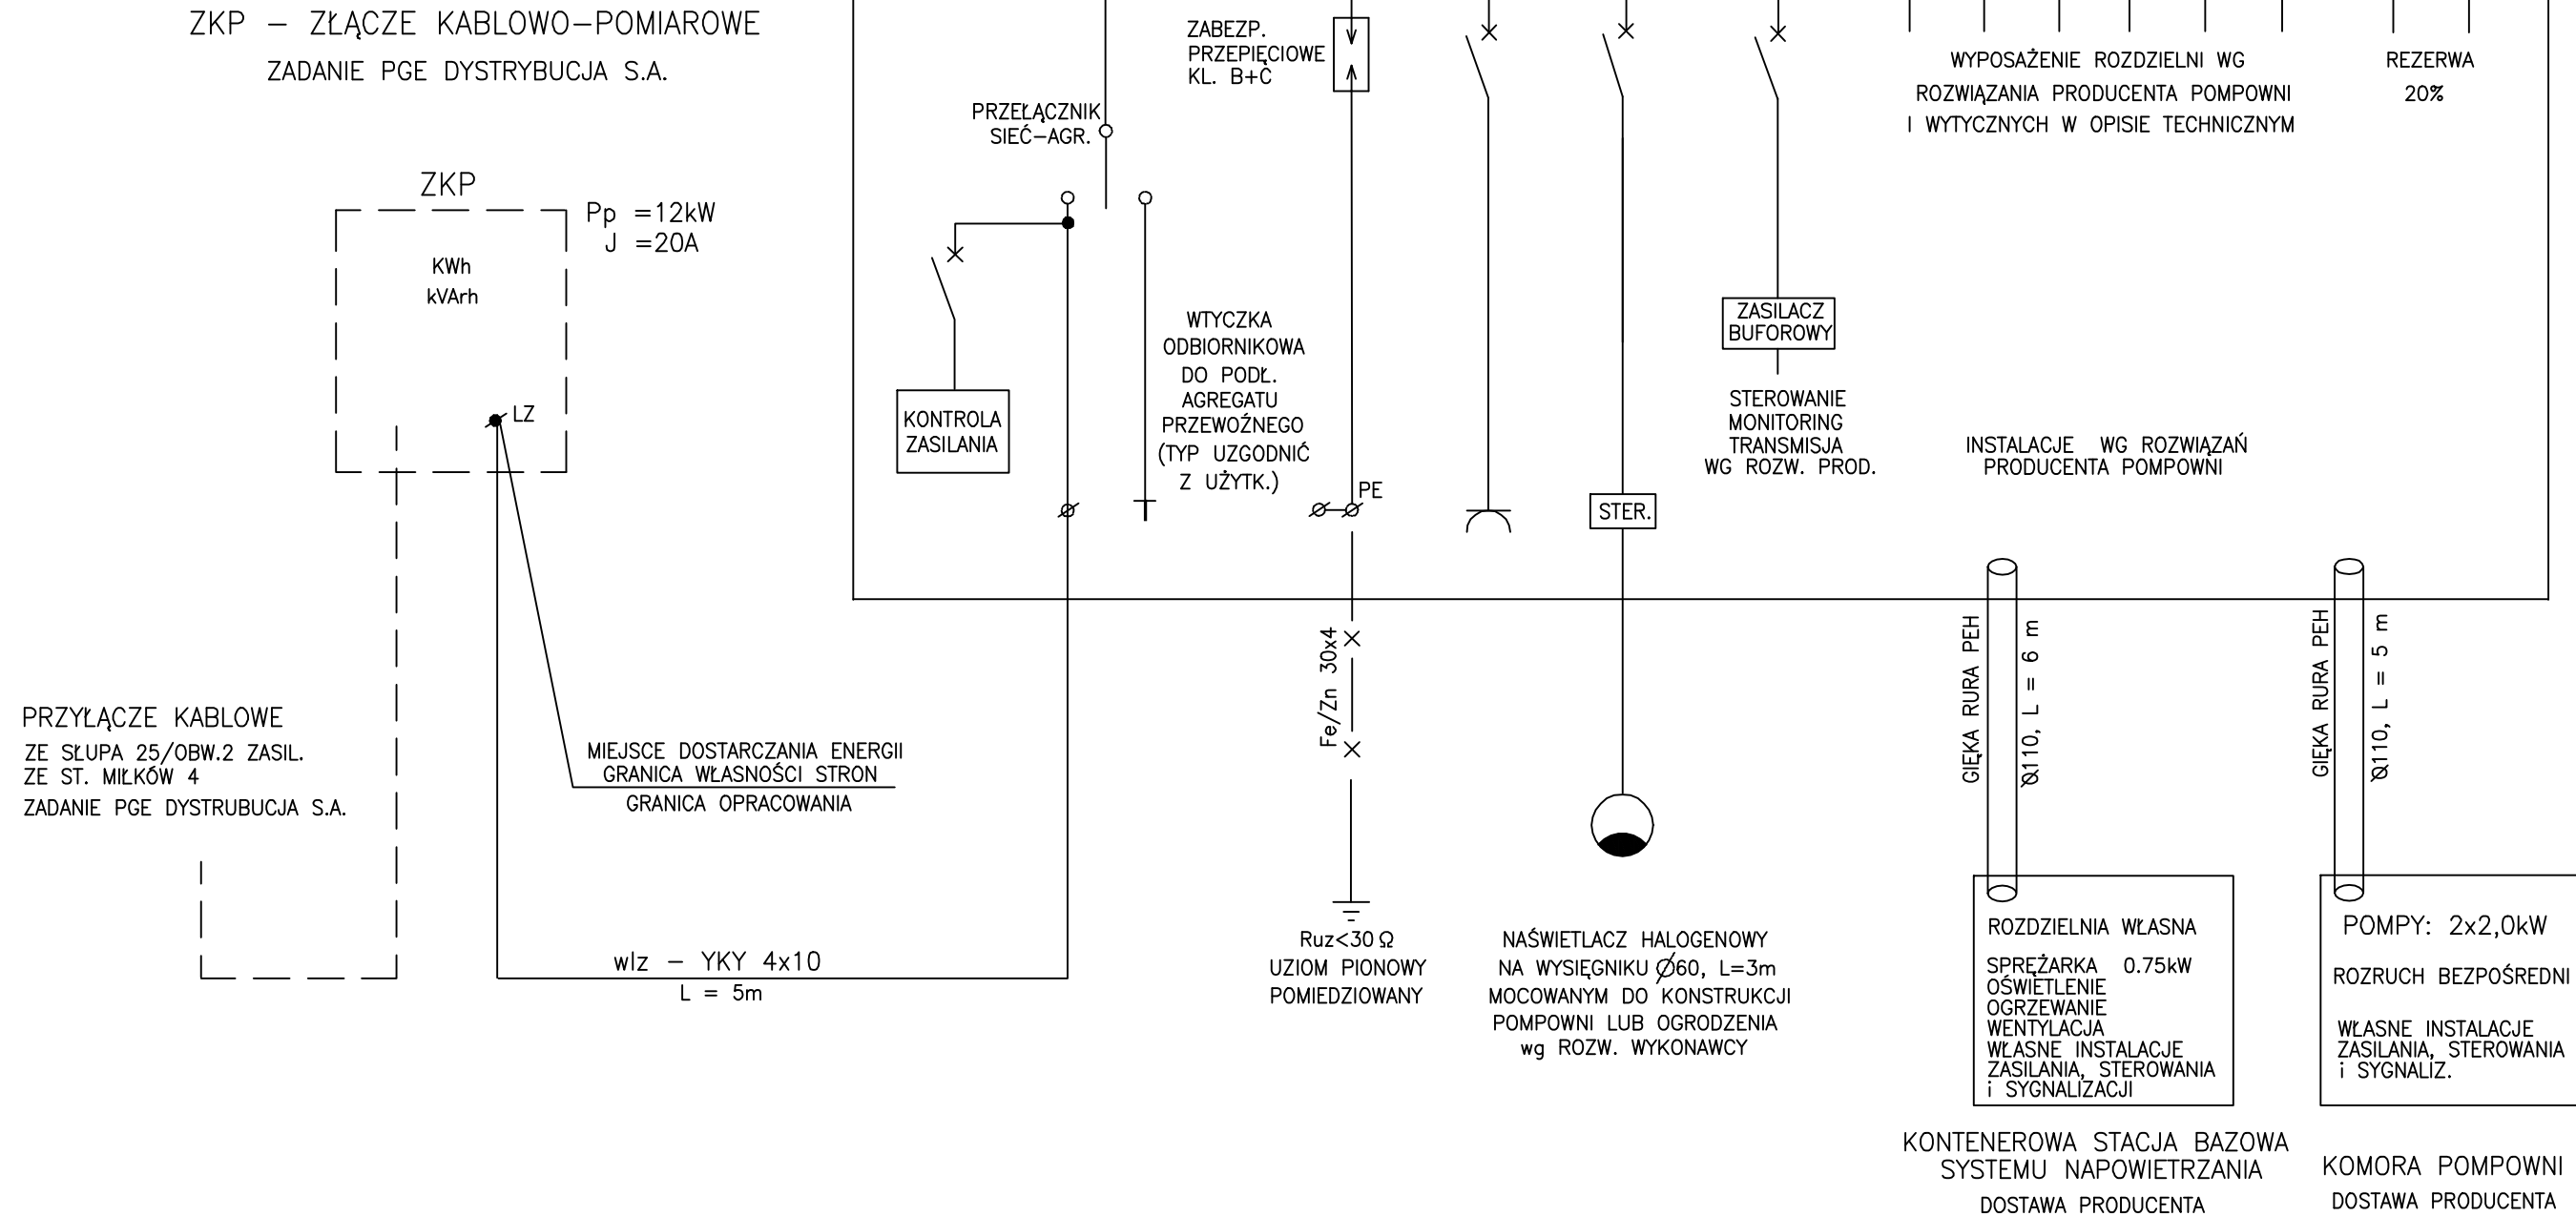 ZKP – ZŁĄCZE KABLOWO–POMIAROWE
ZADANIE PGE DYSTRYBUCJA S.A.
ZKP
Pp =12kW
J =20A
KWh
kVArh
LZ
PRZYŁĄCZE KABLOWE
ZE SŁUPA 25/OBW.2 ZASIL.
ZE ST. MIŁKÓW 4
ZADANIE PGE DYSTRUBUCJA S.A.
MIEJSCE DOSTARCZANIA ENERGII
GRANICA WŁASNOŚCI STRON
GRANICA OPRACOWANIA
wlz – YKY 4x10
L = 5m
PRZEŁĄCZNIK
SIEĆ–AGR.
KONTROLA
ZASILANIA
ZABEZP.
PRZEPIĘCIOWE
KL. B+C
WTYCZKA
ODBIORNIKOWA
DO PODŁ.
AGREGATU
PRZEWOŹNEGO
(TYP UZGODNIĆ
Z UŻYTK.)
PE
Fe/Zn 30x4
Ruz<30 Ω
UZIOM PIONOWY
POMIEDZIOWANY
STER.
NAŚWIETLACZ HALOGENOWY
NA WYSIĘGNIKU ∅60, L=3m
MOCOWANYM DO KONSTRUKCJI
POMPOWNI LUB OGRODZENIA
wg ROZW. WYKONAWCY
ZASILACZ
BUFOROWY
STEROWANIE
MONITORING
TRANSMISJA
WG ROZW. PROD.
WYPOSAŻENIE ROZDZIELNI WG
ROZWIĄZANIA PRODUCENTA POMPOWNI
I WYTYCZNYCH W OPISIE TECHNICZNYM
REZERWA
20%
INSTALACJE WG ROZWIĄZAŃ
PRODUCENTA POMPOWNI
GIĘKA RURA PEH
∅110, L = 6 m
GIĘKA RURA PEH
∅110, L = 5 m
ROZDZIELNIA WŁASNA
SPRĘŻARKA 0.75kW
OŚWIETLENIE
OGRZEWANIE
WENTYLACJA
WŁASNE INSTALACJE
ZASILANIA, STEROWANIA
i SYGNALIZACJI
KONTENEROWA STACJA BAZOWA
SYSTEMU NAPOWIETRZANIA
DOSTAWA PRODUCENTA
POMPY: 2x2,0kW
ROZRUCH BEZPOŚREDNI
WŁASNE INSTALACJE
ZASILANIA, STEROWANIA
i SYGNALIZ.
KOMORA POMPOWNI
DOSTAWA PRODUCENTA